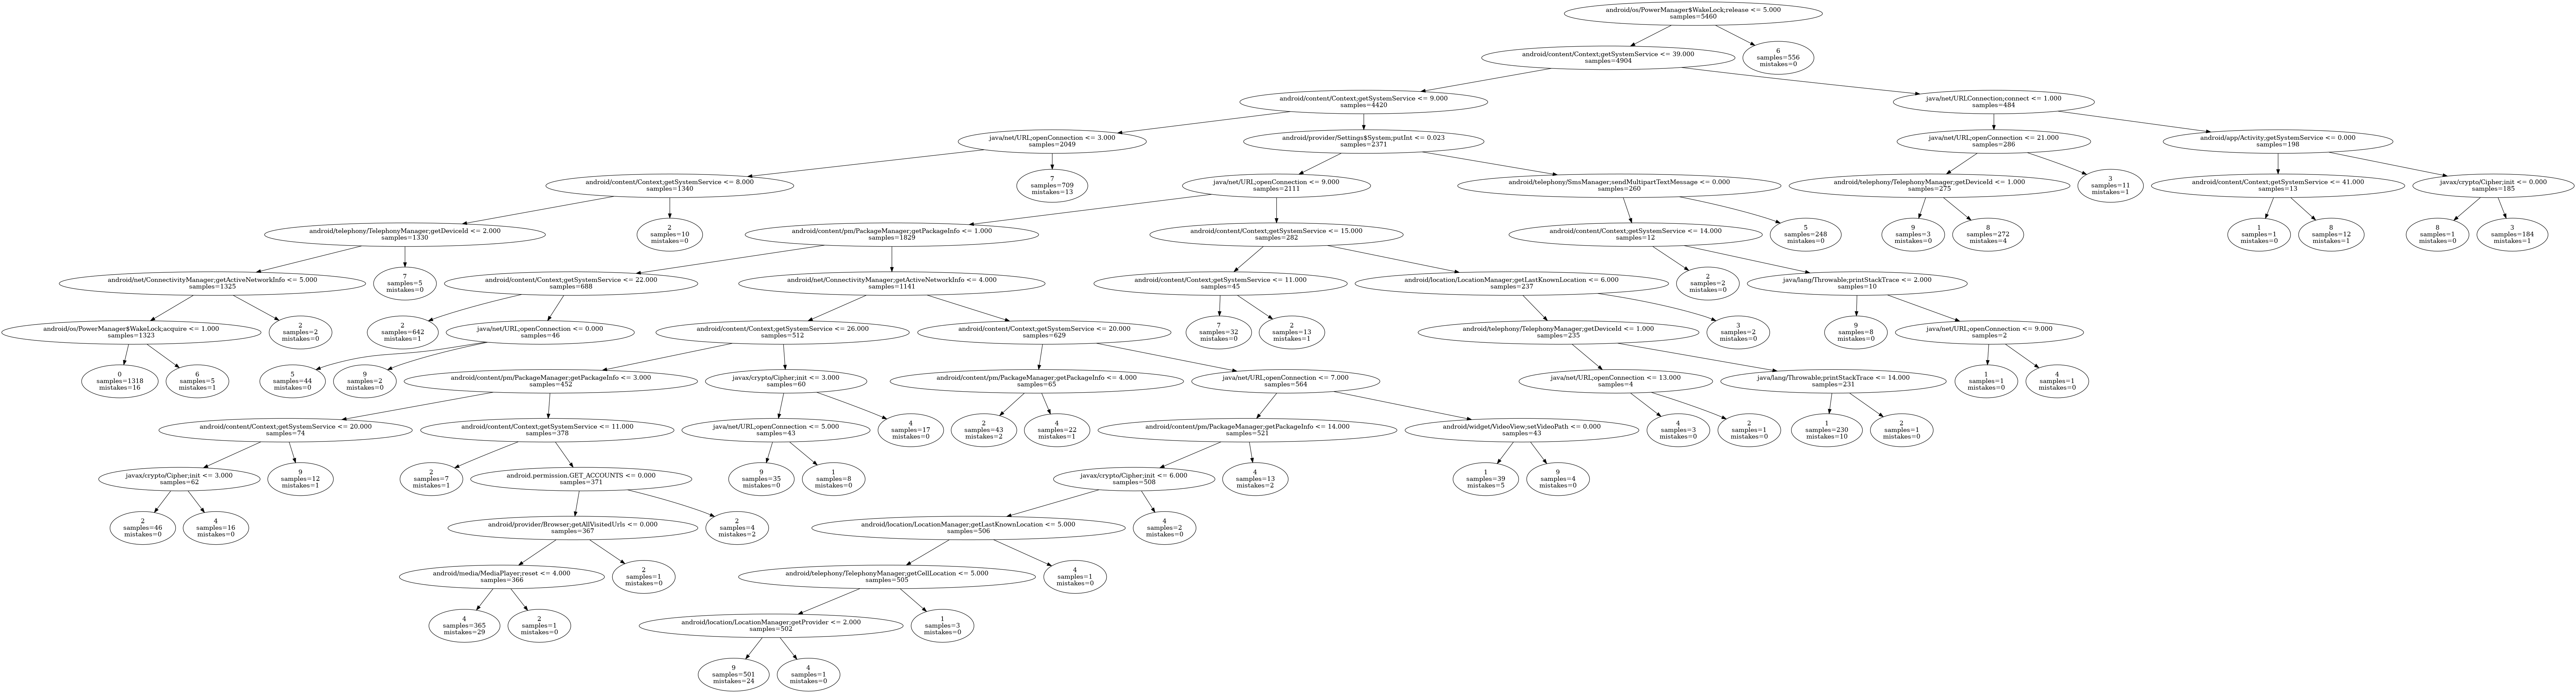 android/os/PowerManager$WakeLock;release <= 5.000
samples=5460
android/content/Context;getSystemService <= 39.000
samples=4904
6
samples=556
mistakes=0
android/content/Context;getSystemService <= 9.000
samples=4420
java/net/URLConnection;connect <= 1.000
samples=484
java/net/URL;openConnection <= 3.000
samples=2049
android/provider/Settings$System;putInt <= 0.023
samples=2371
java/net/URL;openConnection <= 21.000
samples=286
android/app/Activity;getSystemService <= 0.000
samples=198
android/content/Context;getSystemService <= 8.000
samples=1340
7
samples=709
mistakes=13
java/net/URL;openConnection <= 9.000
samples=2111
android/telephony/SmsManager;sendMultipartTextMessage <= 0.000
samples=260
android/telephony/TelephonyManager;getDeviceId <= 1.000
samples=275
3
samples=11
mistakes=1
android/content/Context;getSystemService <= 41.000
samples=13
javax/crypto/Cipher;init <= 0.000
samples=185
android/telephony/TelephonyManager;getDeviceId <= 2.000
samples=1330
2
samples=10
mistakes=0
android/content/pm/PackageManager;getPackageInfo <= 1.000
samples=1829
android/content/Context;getSystemService <= 15.000
samples=282
android/content/Context;getSystemService <= 14.000
samples=12
5
samples=248
mistakes=0
9
samples=3
mistakes=0
8
samples=272
mistakes=4
1
samples=1
mistakes=0
8
samples=12
mistakes=1
8
samples=1
mistakes=0
3
samples=184
mistakes=1
android/net/ConnectivityManager;getActiveNetworkInfo <= 5.000
samples=1325
7
samples=5
mistakes=0
android/content/Context;getSystemService <= 22.000
samples=688
android/net/ConnectivityManager;getActiveNetworkInfo <= 4.000
samples=1141
android/content/Context;getSystemService <= 11.000
samples=45
android/location/LocationManager;getLastKnownLocation <= 6.000
samples=237
2
samples=2
mistakes=0
java/lang/Throwable;printStackTrace <= 2.000
samples=10
android/os/PowerManager$WakeLock;acquire <= 1.000
samples=1323
2
samples=2
mistakes=0
2
samples=642
mistakes=1
java/net/URL;openConnection <= 0.000
samples=46
android/content/Context;getSystemService <= 26.000
samples=512
android/content/Context;getSystemService <= 20.000
samples=629
7
samples=32
mistakes=0
2
samples=13
mistakes=1
android/telephony/TelephonyManager;getDeviceId <= 1.000
samples=235
3
samples=2
mistakes=0
9
samples=8
mistakes=0
java/net/URL;openConnection <= 9.000
samples=2
0
samples=1318
mistakes=16
6
samples=5
mistakes=1
5
samples=44
mistakes=0
9
samples=2
mistakes=0
android/content/pm/PackageManager;getPackageInfo <= 3.000
samples=452
javax/crypto/Cipher;init <= 3.000
samples=60
android/content/pm/PackageManager;getPackageInfo <= 4.000
samples=65
java/net/URL;openConnection <= 7.000
samples=564
java/net/URL;openConnection <= 13.000
samples=4
java/lang/Throwable;printStackTrace <= 14.000
samples=231
1
samples=1
mistakes=0
4
samples=1
mistakes=0
android/content/Context;getSystemService <= 20.000
samples=74
android/content/Context;getSystemService <= 11.000
samples=378
java/net/URL;openConnection <= 5.000
samples=43
4
samples=17
mistakes=0
2
samples=43
mistakes=2
4
samples=22
mistakes=1
android/content/pm/PackageManager;getPackageInfo <= 14.000
samples=521
android/widget/VideoView;setVideoPath <= 0.000
samples=43
4
samples=3
mistakes=0
2
samples=1
mistakes=0
1
samples=230
mistakes=10
2
samples=1
mistakes=0
javax/crypto/Cipher;init <= 3.000
samples=62
9
samples=12
mistakes=1
2
samples=7
mistakes=1
android.permission.GET_ACCOUNTS <= 0.000
samples=371
9
samples=35
mistakes=0
1
samples=8
mistakes=0
javax/crypto/Cipher;init <= 6.000
samples=508
4
samples=13
mistakes=2
1
samples=39
mistakes=5
9
samples=4
mistakes=0
2
samples=46
mistakes=0
4
samples=16
mistakes=0
android/provider/Browser;getAllVisitedUrls <= 0.000
samples=367
2
samples=4
mistakes=2
android/location/LocationManager;getLastKnownLocation <= 5.000
samples=506
4
samples=2
mistakes=0
android/media/MediaPlayer;reset <= 4.000
samples=366
2
samples=1
mistakes=0
android/telephony/TelephonyManager;getCellLocation <= 5.000
samples=505
4
samples=1
mistakes=0
4
samples=365
mistakes=29
2
samples=1
mistakes=0
android/location/LocationManager;getProvider <= 2.000
samples=502
1
samples=3
mistakes=0
9
samples=501
mistakes=24
4
samples=1
mistakes=0